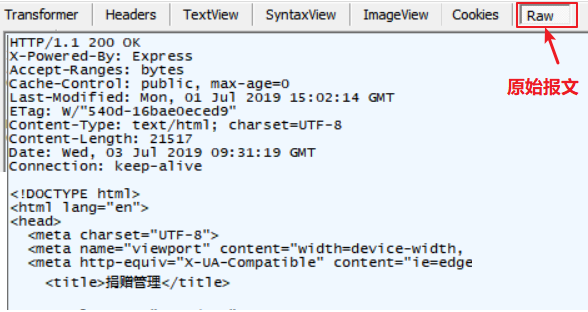 Transformer Headers TextView SyntaxView ImageView Cookies Raw
HTTP/1.1 200 OK
X-Powered-By: Express
Accept-Ranges: bytes
Cache-Control: public, max-age=0
Last-Modified: Mon, 01 Jul 2019 15:02:14 GMT
ETag: W/"540d-16bae0eced9"
Content-Type: text/html; charset=UTF-8
Content-Length: 21517
Date: Wed, 03 Jul 2019 09:31:19 GMT
Connection: keep-alive
原始报文
<!DOCTYPE html>
<html lang="en">
<head>
<meta charset="UTF-8">
<meta name="viewport" content="width=device-width,
<meta http-equiv="X-UA-Compatible" content="ie=edge
<title>捐赠管理</title>